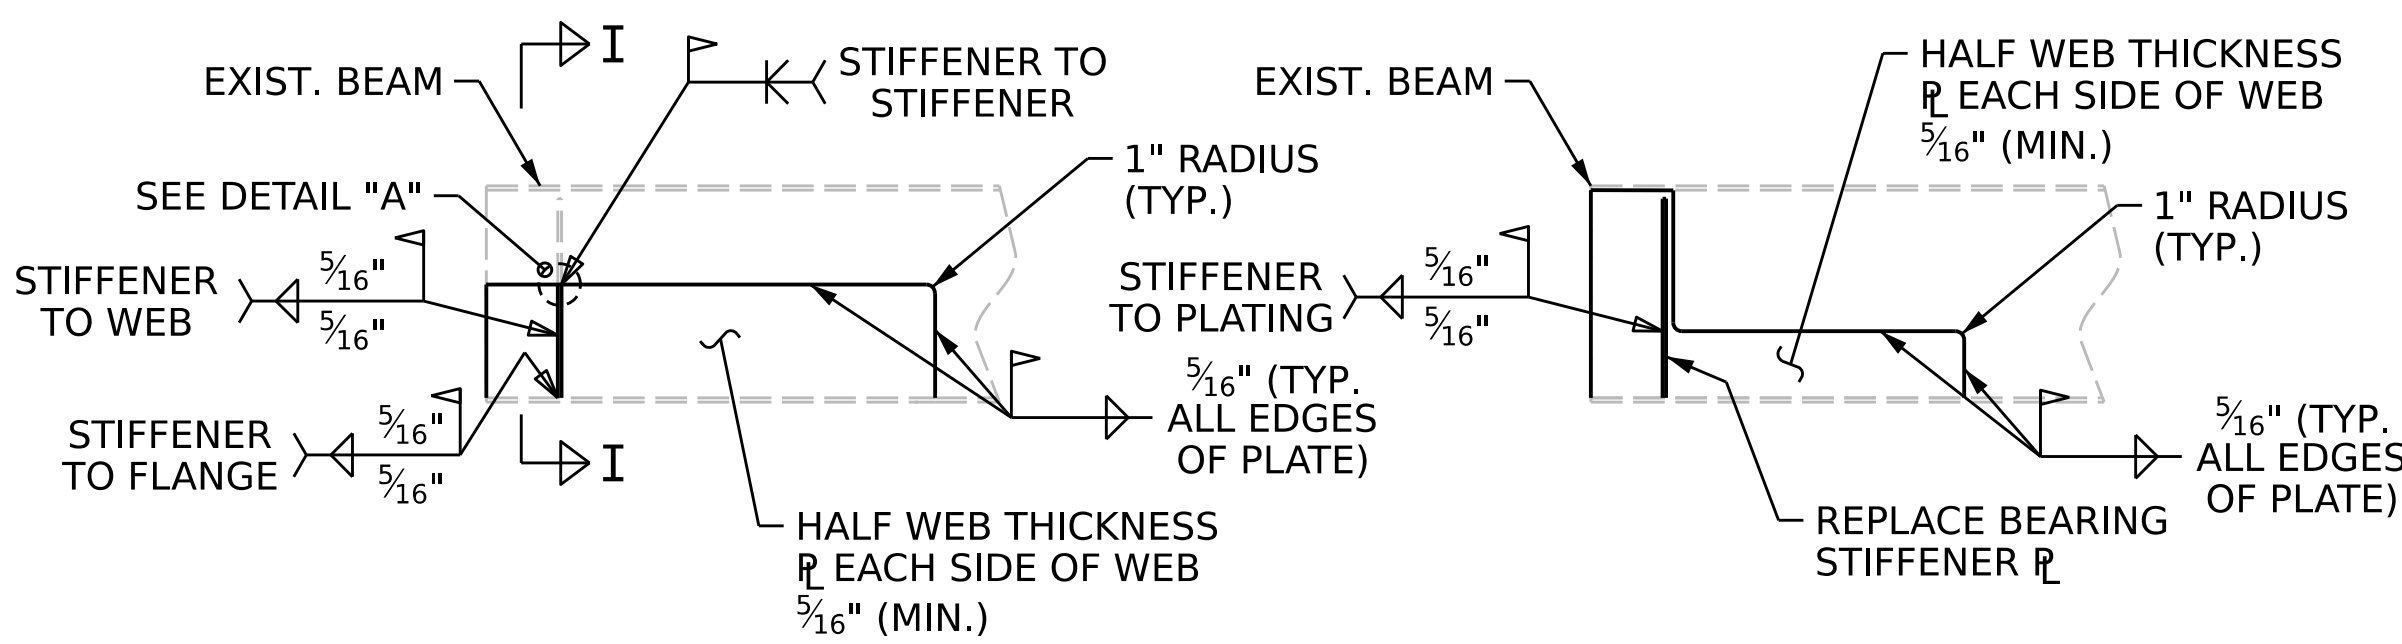 I
EXIST. BEAM
STIFFENER TO
STIFFENER
SEE DETAIL "A"
1" RADIUS
(TYP.)
STIFFENER
TO WEB
5/16"
5/16"
STIFFENER
TO FLANGE
5/16"
5/16"
I
5/16" (TYP.
ALL EDGES
OF PLATE)
HALF WEB THICKNESS
PL EACH SIDE OF WEB
5/16" (MIN.)
EXIST. BEAM
HALF WEB THICKNESS
PL EACH SIDE OF WEB
5/16" (MIN.)
1" RADIUS
(TYP.)
STIFFENER
TO PLATING
5/16"
5/16"
5/16" (TYP.
ALL EDGES
OF PLATE)
REPLACE BEARING
STIFFENER PL